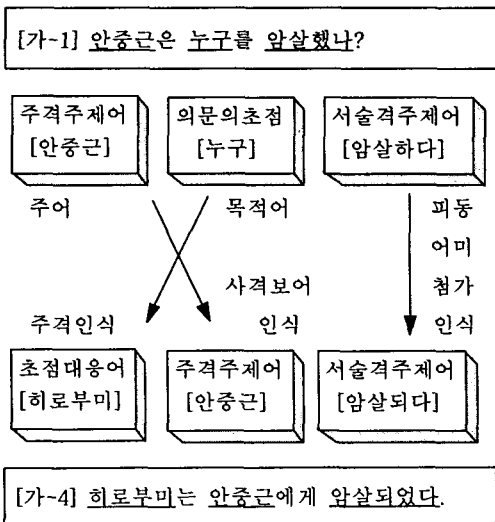 [가~1] 안중근은 누구를 암살했나?
주격주제어 의문의초점 서술격주제어
[안중근] [누구] [암살하다]
주어 목적어 피동
어미
사격보어 첨가
주격인식 인식 인식
초점대응어 주격주제어 서술격주제어
[히로부미] [안중근] [암살되다]
[가~4] 히로부미는 안중근에게 암살되었다.